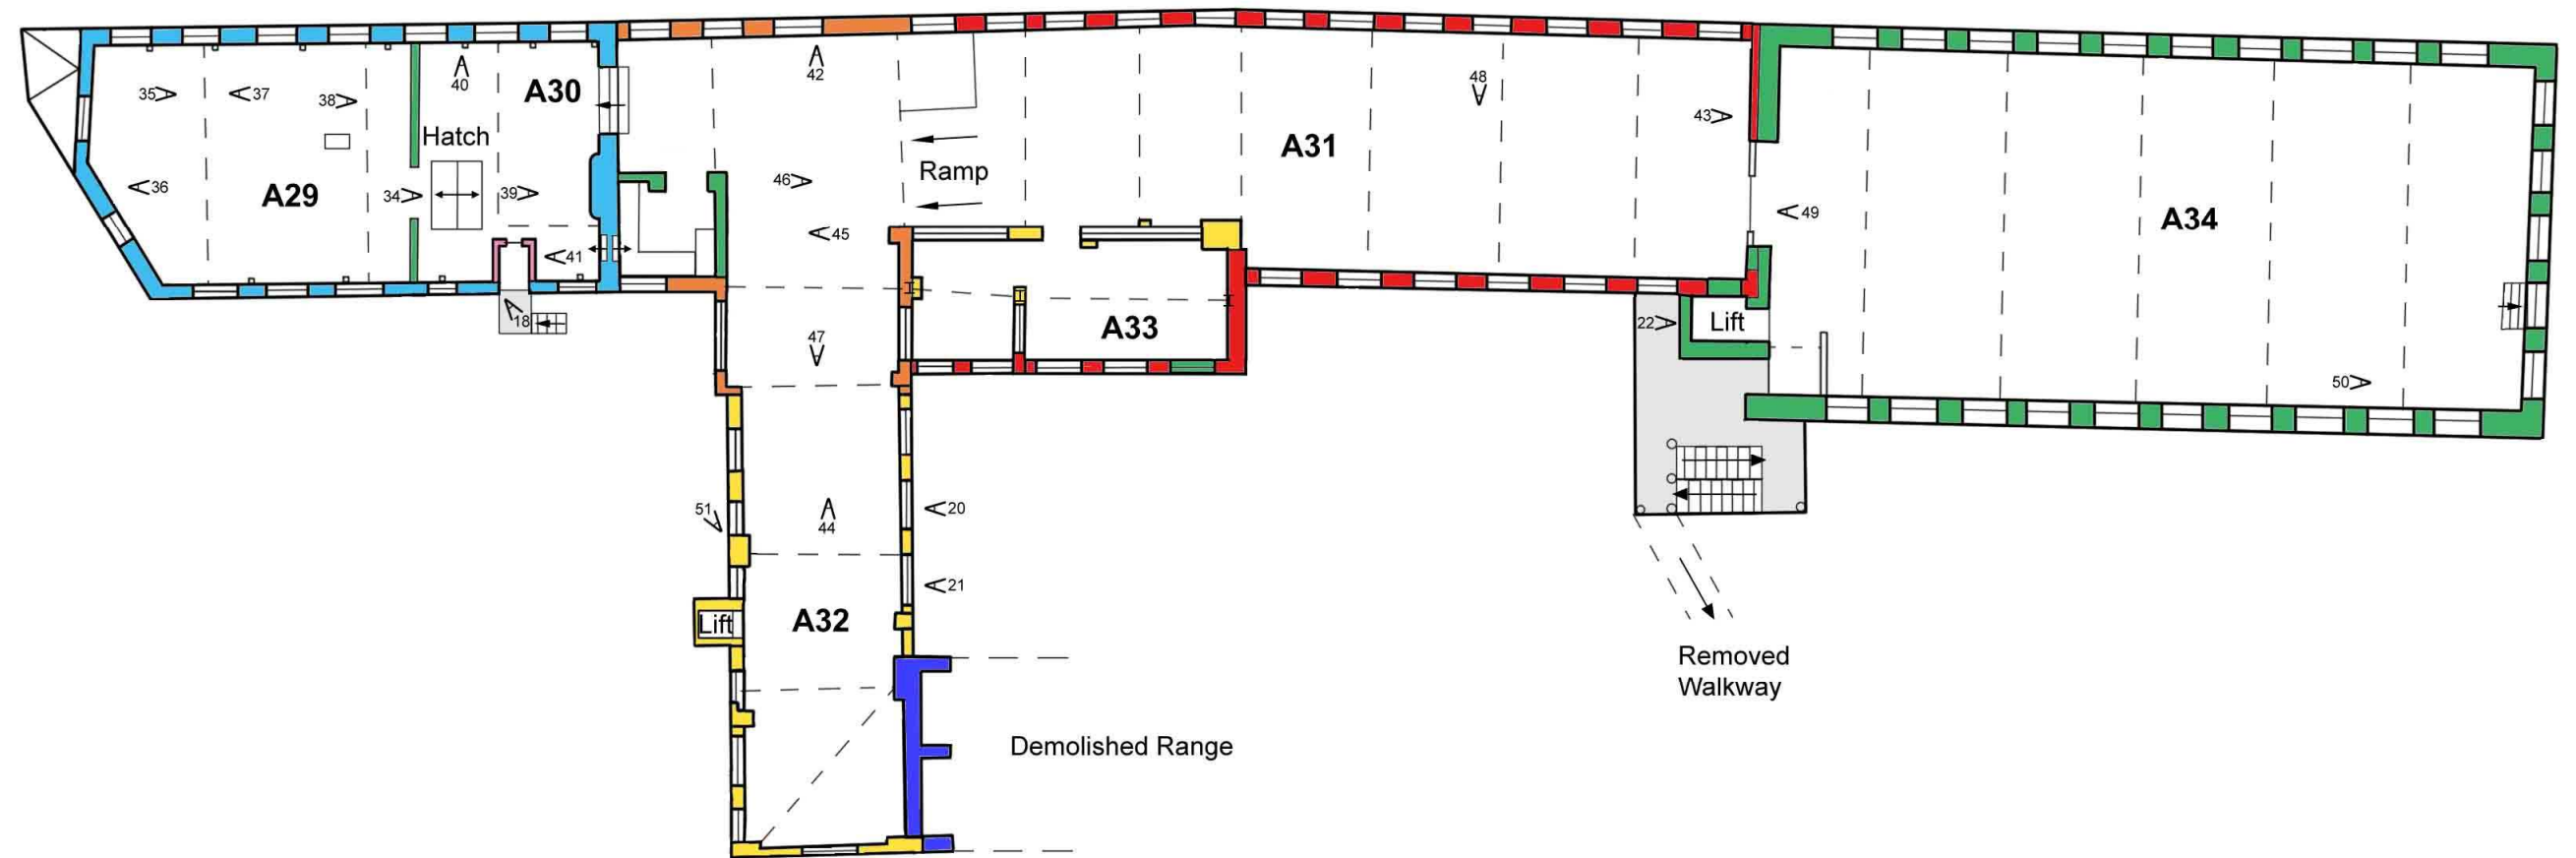 42
48
40
A30
35
37
38
43
Hatch
A31
Ramp
46
36
A29
34
39
49
A34
45
41
18
47
A33
22
Lift
50
51
44
20
21
Lift
A32
Removed
Walkway
Demolished Range